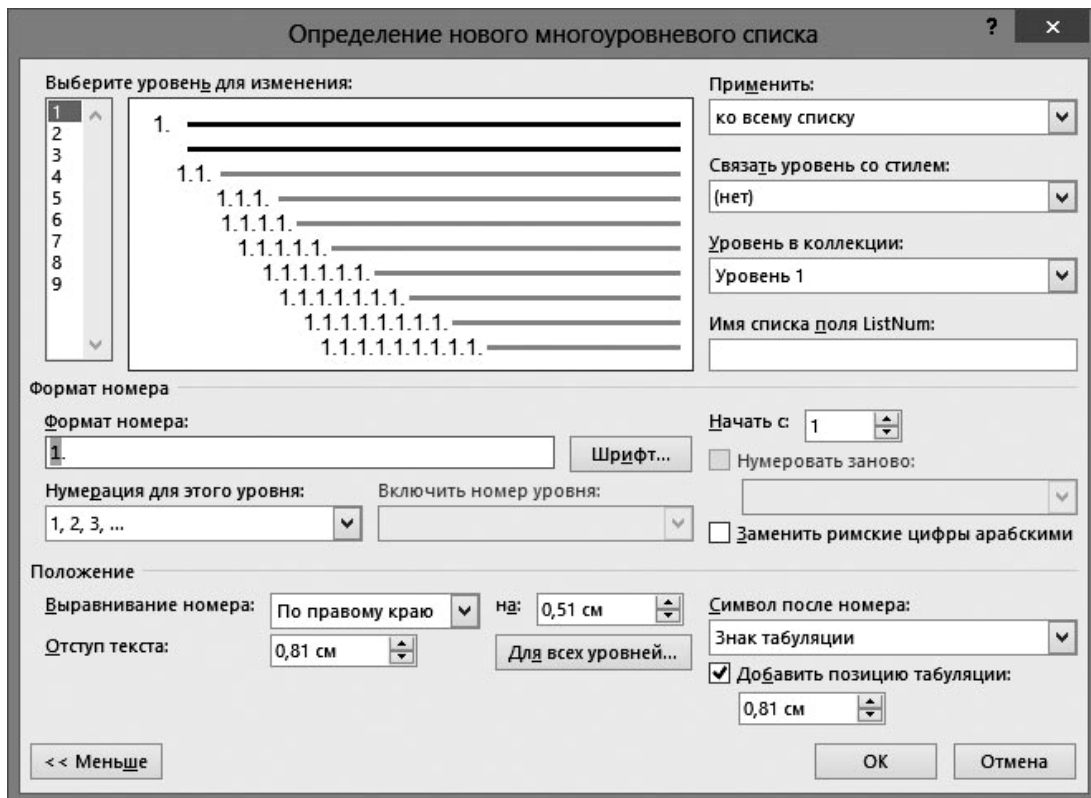 Определение нового многоуровневого списка
?
×
Выберите уровень для изменения:
1
2
3
4
5
6
7
8
9
1.
1.1.
1.1.1.
1.1.1.1.
1.1.1.1.1.
1.1.1.1.1.1.
1.1.1.1.1.1.1.
1.1.1.1.1.1.1.1.
1.1.1.1.1.1.1.1.1.
Применить:
ко всему списку
Связать уровень со стилем:
(нет)
Уровень в коллекции:
Уровень 1
Имя списка поля ListNum:
Формат номера
Формат номера:
1.
Шрифт...
Нумерация для этого уровня:
1, 2, 3, ...
Включить номер уровня:
Начать с: 1
Нумеровать заново:
Заменить римские цифры арабскими
Положение
Выравнивание номера: По правому краю на: 0,51 см
Отступ текста: 0,81 см Для всех уровней...
Символ после номера:
Знак табуляции
Добавить позицию табуляции:
0,81 см
<< Меньше
ОК
Отмена